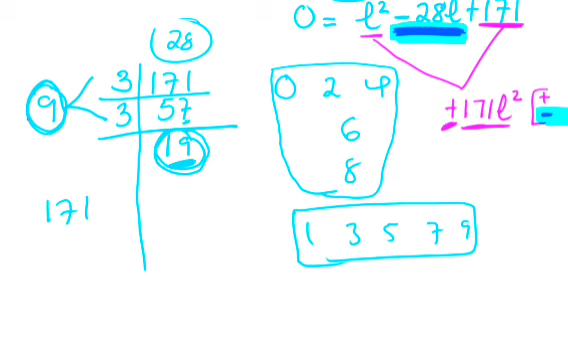 0 = l² - 28l + 171
28
3 | 171
9
3 | 57
19
171
0 2 4
6
8
+171l² [+
-
1 3 5 7 9